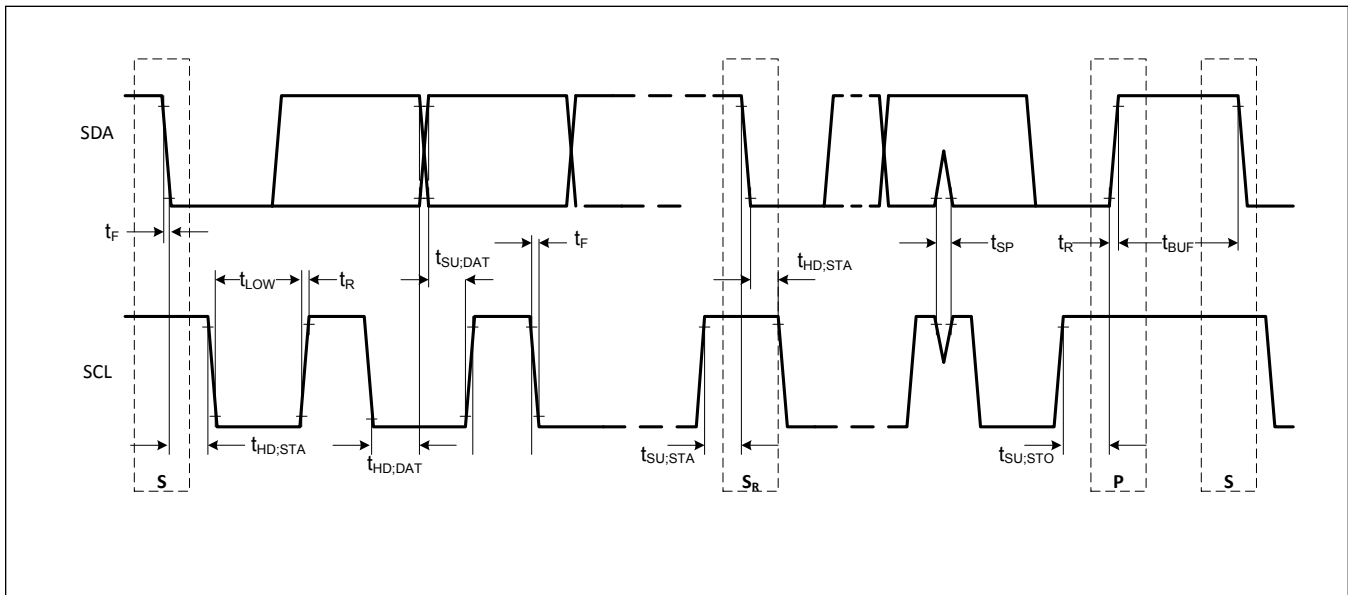 SDA
tF
tLOW
tR
tSU;DAT
tF
tHD;STA
tSP
tR
tBUF
SCL
tHD;STA
tHD;DAT
tSU;STA
tSU;STO
S
SR
P
S